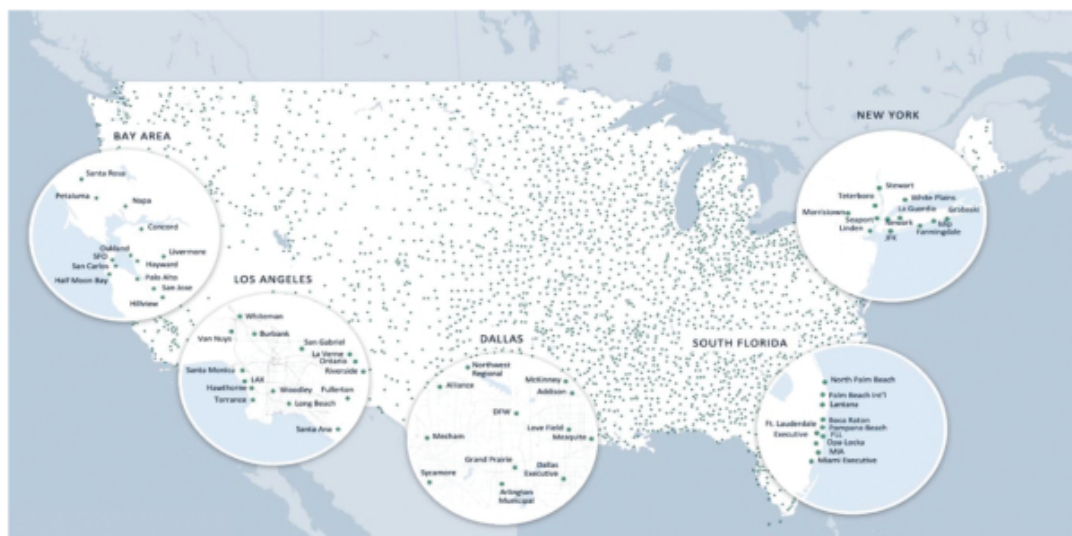 BAY AREA
Santa Rosa
Petaluma
Napa
Concord
Oakland
SFO
Livermore
San Carlos
Hayward
Half Moon Bay
Palo Alto
San Jose
Hillview
LOS ANGELES
Whiteman
Van Nuys
Burbank
San Gabriel
La Verne
Ontario
Santa Monica
Riverside
LAX
Hawthorne
Woodley
Fullerton
Torrance
Long Beach
Santa Ana
DALLAS
Northwest
Regional
Alliance
McKinney
Addison
DFW
Love Field
Mesquite
Mecham
Grand Prairie
Dallas
Executive
Sycamore
Arlington
Municipal
NEW YORK
Stewart
Teterboro
White Plains
Morristown
La Guardia
Seaport
Newark
Islip
Linden
JFK
Farmingdale
SOUTH FLORIDA
North Palm Beach
Palm Beach Int'l
Lantana
Boca Raton
Ft. Lauderdale
Pompano Beach
Executive
FLL
Opa-Locka
MIA
Miami Executive